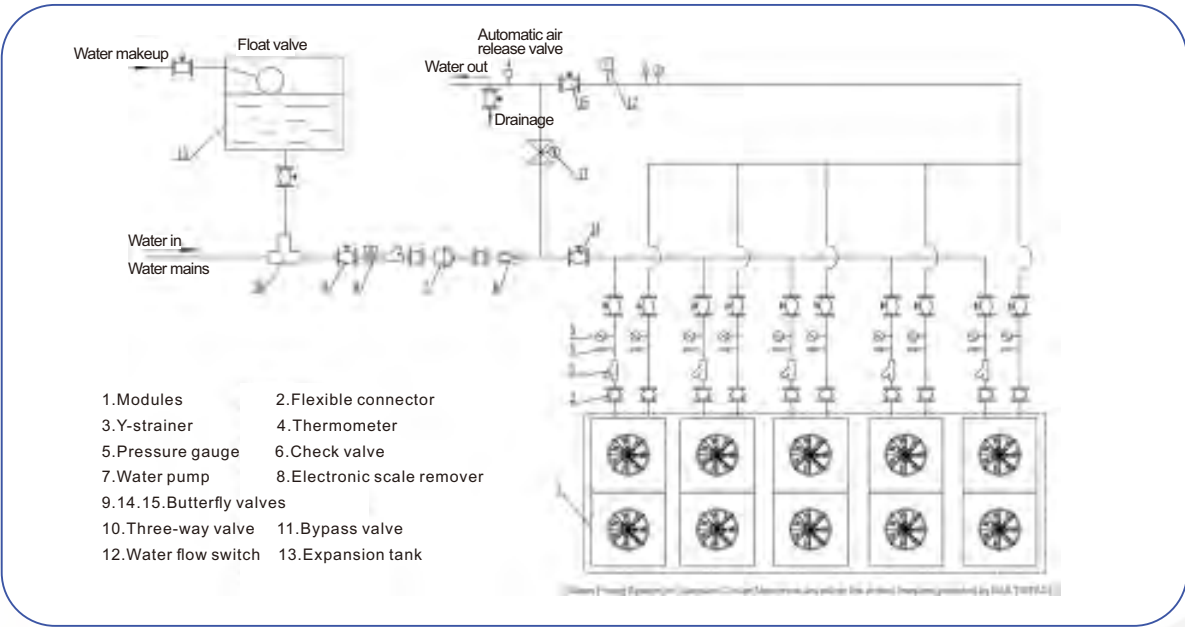 Water makeup
Float valve
Automatic air
release valve
Water out
Drainage
Water in
Water mains
1.Modules
2.Flexible connector
3.Y-strainer
4.Thermometer
5.Pressure gauge
6.Check valve
7.Water pump
8.Electronic scale remover
9.14.15.Butterfly valves
10.Three-way valve
11.Bypass valve
12.Water flow switch
13.Expansion tank